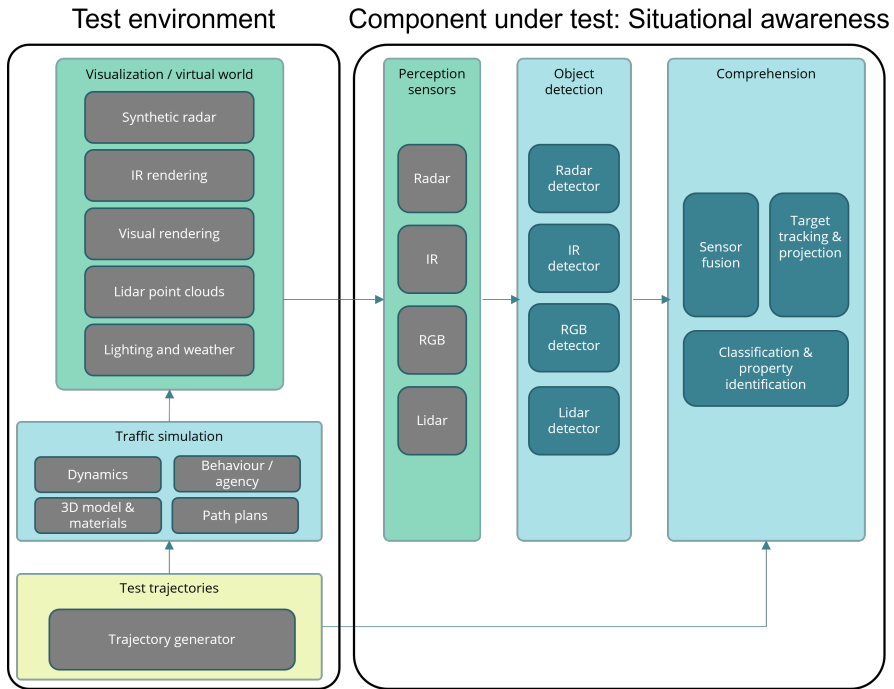 Test environment
Component under test: Situational awareness
Visualization / virtual world
Synthetic radar
IR rendering
Visual rendering
Lidar point clouds
Lighting and weather
Traffic simulation
Dynamics
Behaviour /
agency
3D model &
materials
Path plans
Test trajectories
Trajectory generator
Perception
sensors
Radar
IR
RGB
Lidar
Object
detection
Radar
detector
IR
detector
RGB
detector
Lidar
detector
Comprehension
Sensor
fusion
Target
tracking &
projection
Classification &
property
identification